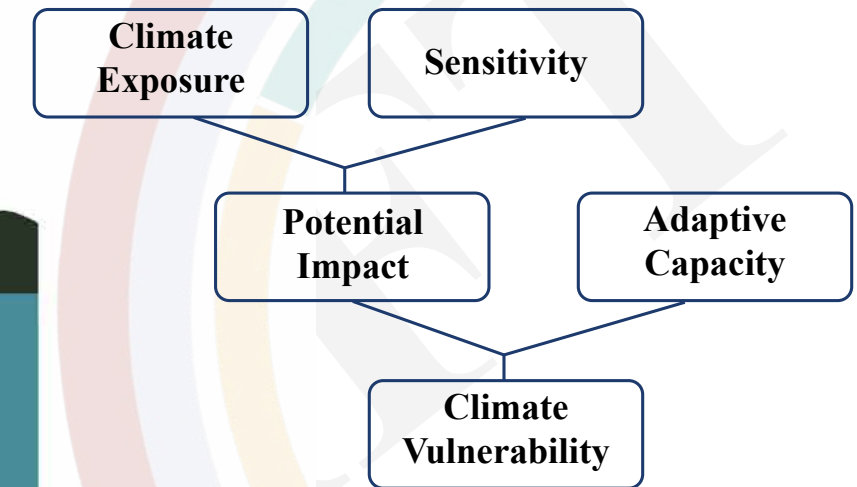 Climate
Exposure
Sensitivity
Potential
Impact
Adaptive
Capacity
Climate
Vulnerability